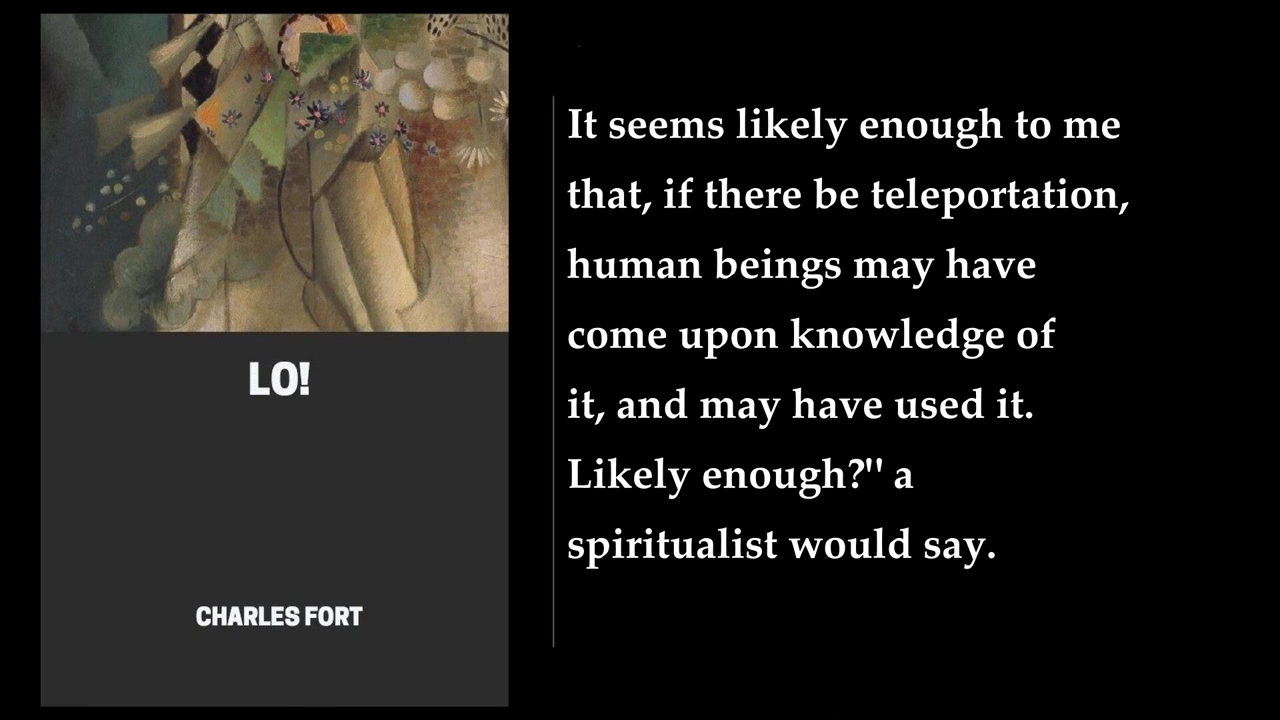 LO!
CHARLES FORT
It seems likely enough to me
that, if there be teleportation,
human beings may have
come upon knowledge of
it, and may have used it.
Likely enough?" a
spiritualist would say.